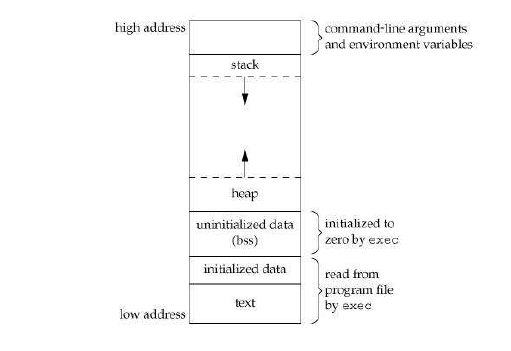 high address
command-line arguments
and environment variables
stack
heap
uninitialized data
(bss)
initialized to
zero by exec
initialized data
read from
program file
by exec
text
low address